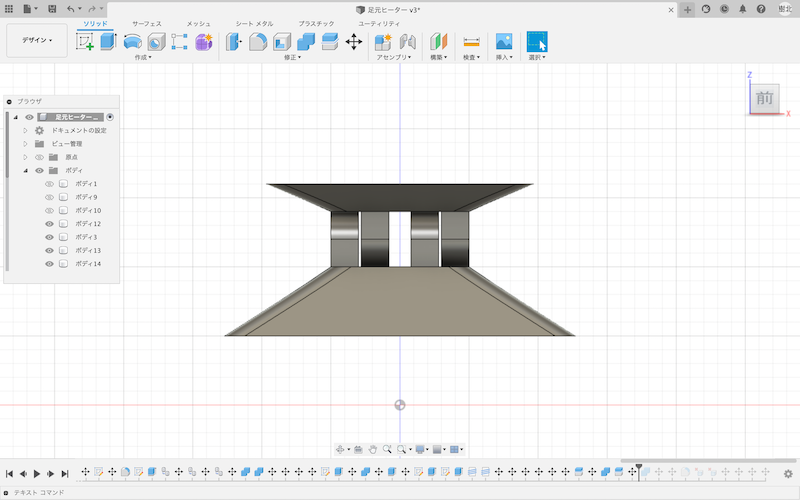 足元ヒーター v3*
樹北
デザイン
ソリッド
サーフェス
メッシュ
シート メタル
プラスチック
ユーティリティ
作成
修正
アセンブリ
構築
検査
挿入
選択
ブラウザ
足元ヒーター ...
ドキュメントの設定
ビュー管理
原点
ボディ
ボディ1
ボディ9
ボディ10
ボディ12
ボディ3
ボディ13
ボディ14
Z
前
X
テキスト コマンド